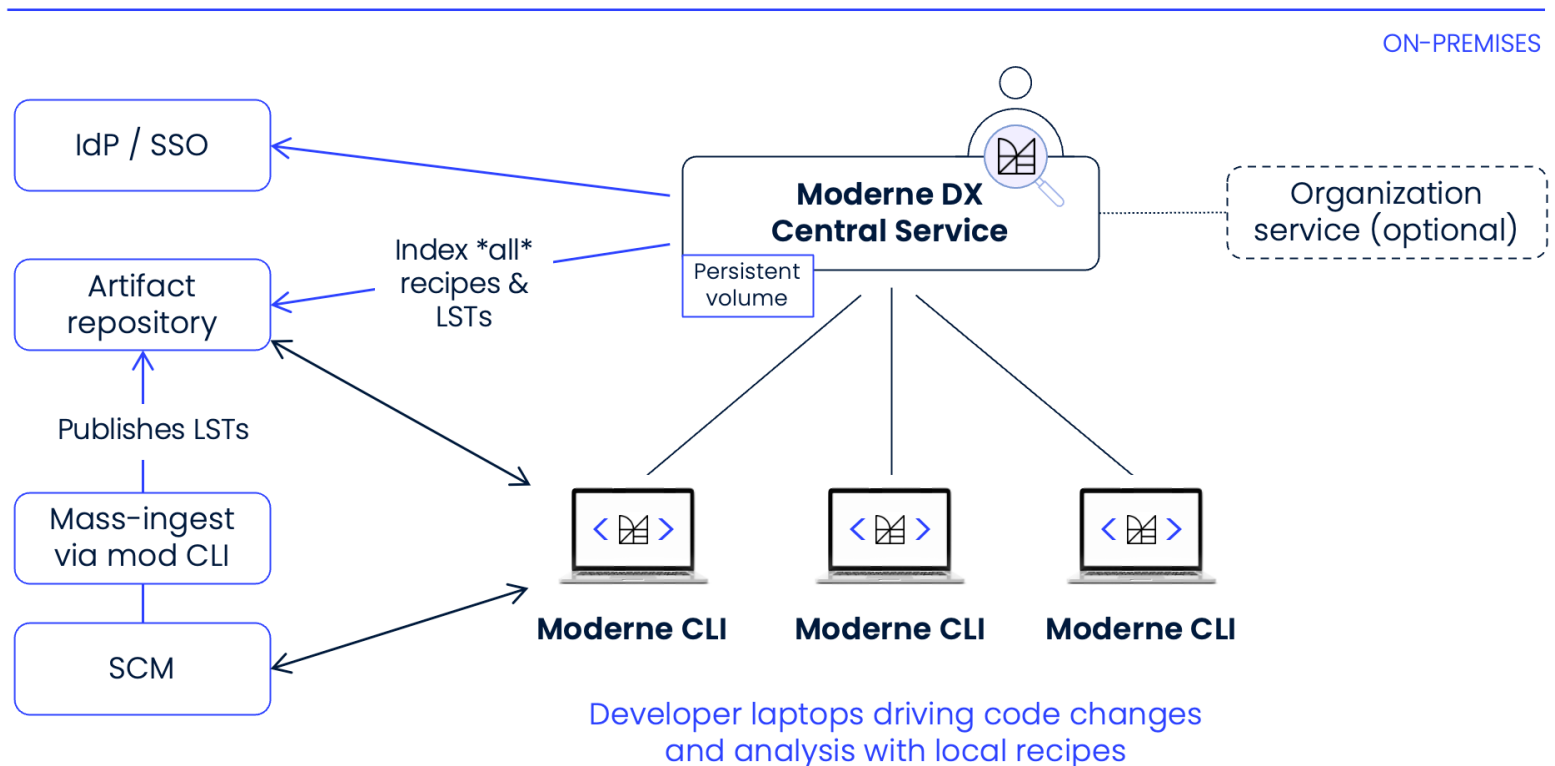 ON-PREMISES
IdP / SSO
Moderne DX
Central Service
Organization
service (optional)
Index *all*
recipes &
LSTs
Persistent
volume
Artifact
repository
Publishes LSTs
Mass-ingest
via mod CLI
SCM
Moderne CLI
Moderne CLI
Moderne CLI
Developer laptops driving code changes
and analysis with local recipes